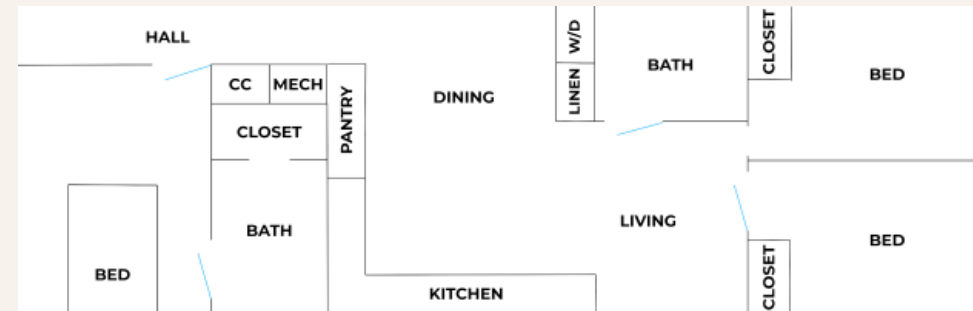 HALL
CC
MECH
CLOSET
PANTRY
BATH
BED
DINING
KITCHEN
W/D
LINEN
BATH
LIVING
CLOSET
BED
BED
CLOSET